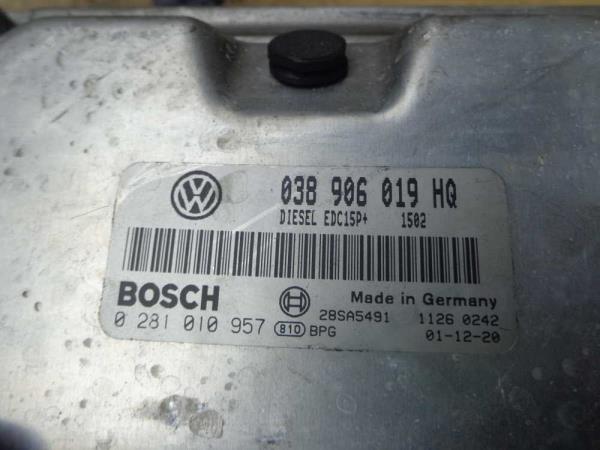 038 906 019 HQ
DIESEL EDC15P+ 1502
BOSCH
Made in Germany
28SA5491 1126 0242
0 281 010 957 810 BPG
01-12-20